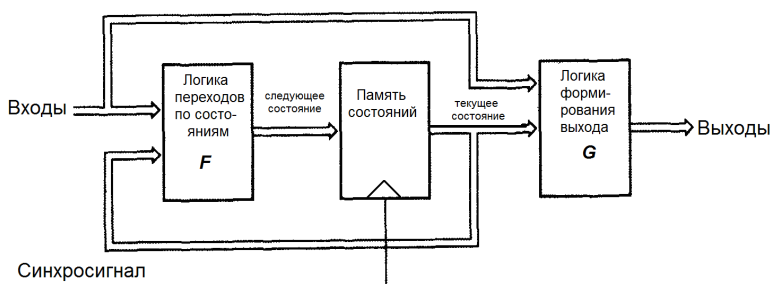 Входы
Логика
переходов
по состо-
яниям
F
следующее
состояние
Память
состояний
текущее
состояние
Логика
форми-
рования
выхода
G
Выходы
Синхросигнал